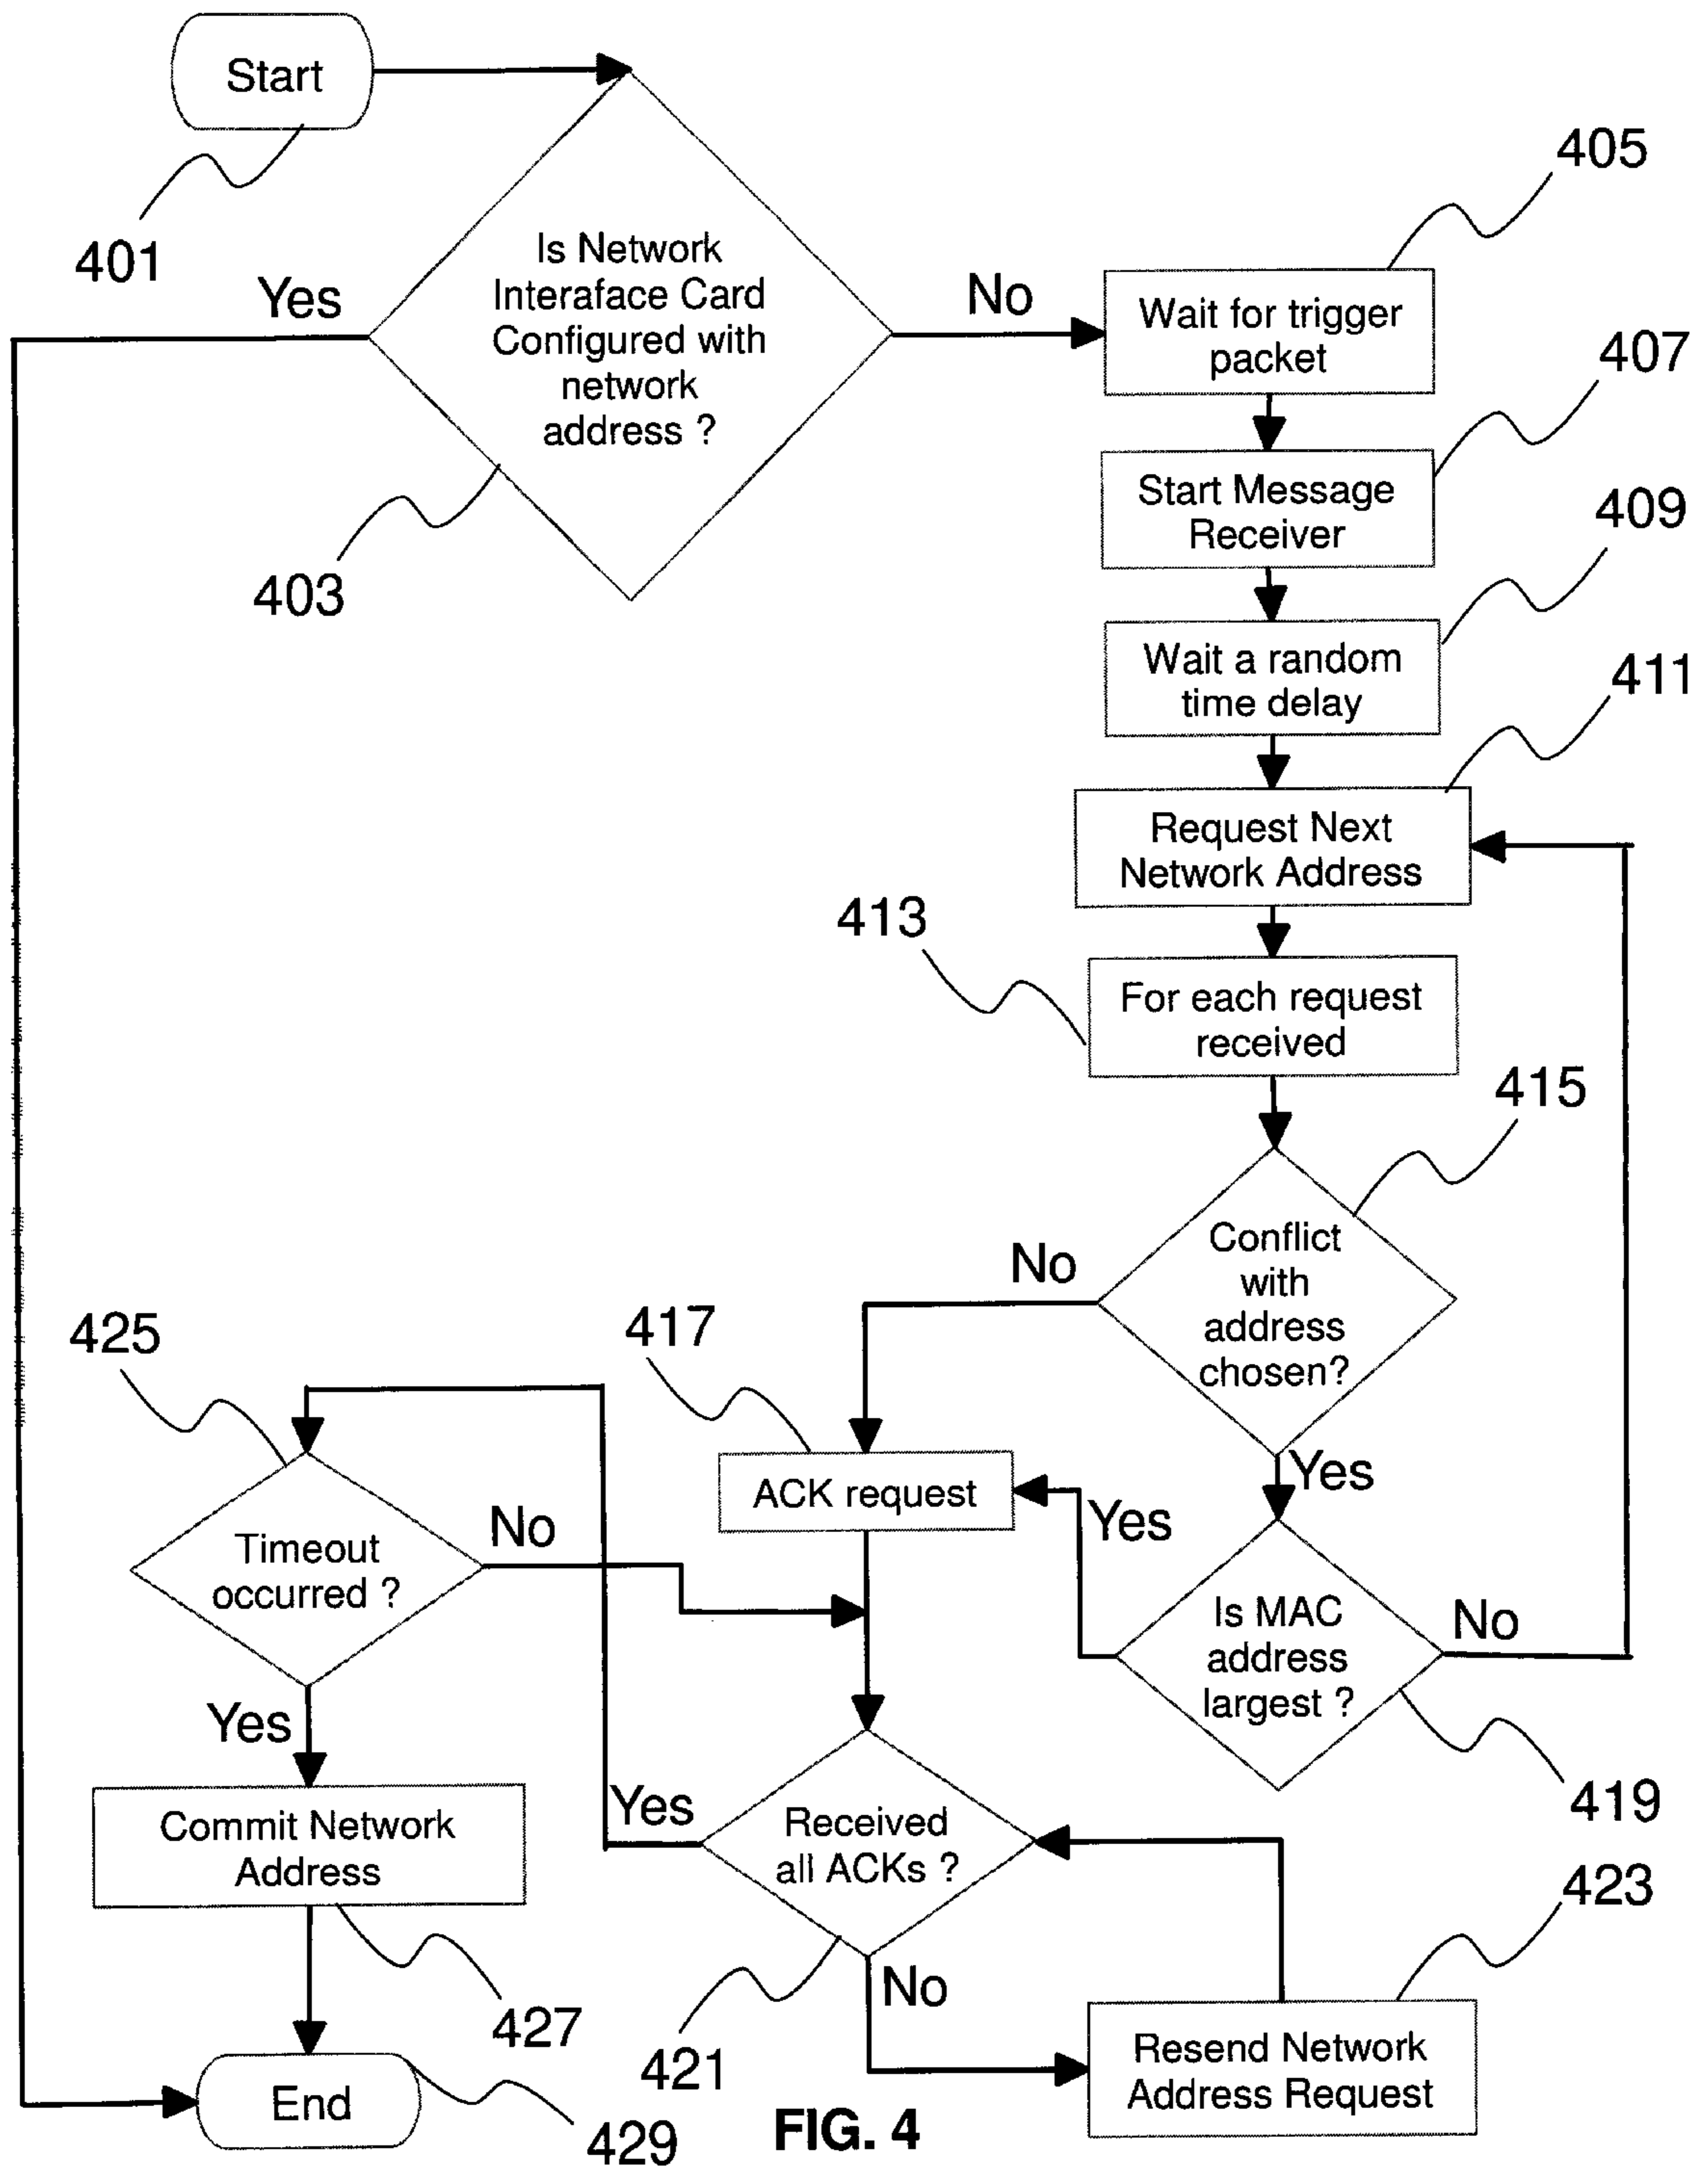 Start
401
Is Network
Interaface Card
Configured with
network
address ?
Yes
No
403
405
Wait for trigger
packet
407
Start Message
Receiver
409
Wait a random
time delay
411
Request Next
Network Address
413
For each request
received
415
Conflict
with
address
chosen?
No
Yes
417
ACK request
Yes
Is MAC
address
largest ?
No
419
425
Timeout
occurred ?
No
Yes
Commit Network
Address
427
Received
all ACKs ?
Yes
No
421
423
Resend Network
Address Request
End
429
FIG. 4